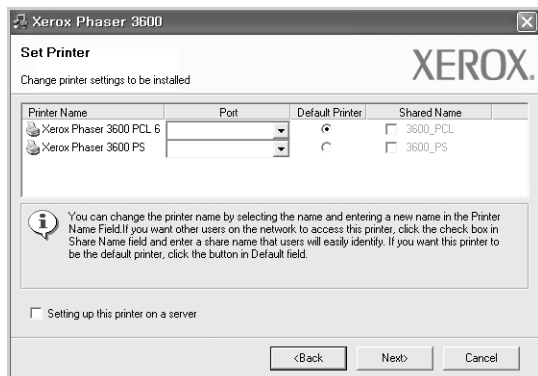 Xerox Phaser 3600
Set Printer
Change printer settings to be installed
XEROX.
Printer Name Port Default Printer Shared Name
Xerox Phaser 3600 PCL 6 3600_PCL
Xerox Phaser 3600 PS 3600_PS
You can change the printer name by selecting the name and entering a new name in the Printer
Name Field.If you want other users on the network to access this printer, click the check box in
Share Name field and enter a share name that users will easily identify. If you want this printer to
be the default printer, click the button in Default field.
Setting up this printer on a server
<Back Next> Cancel